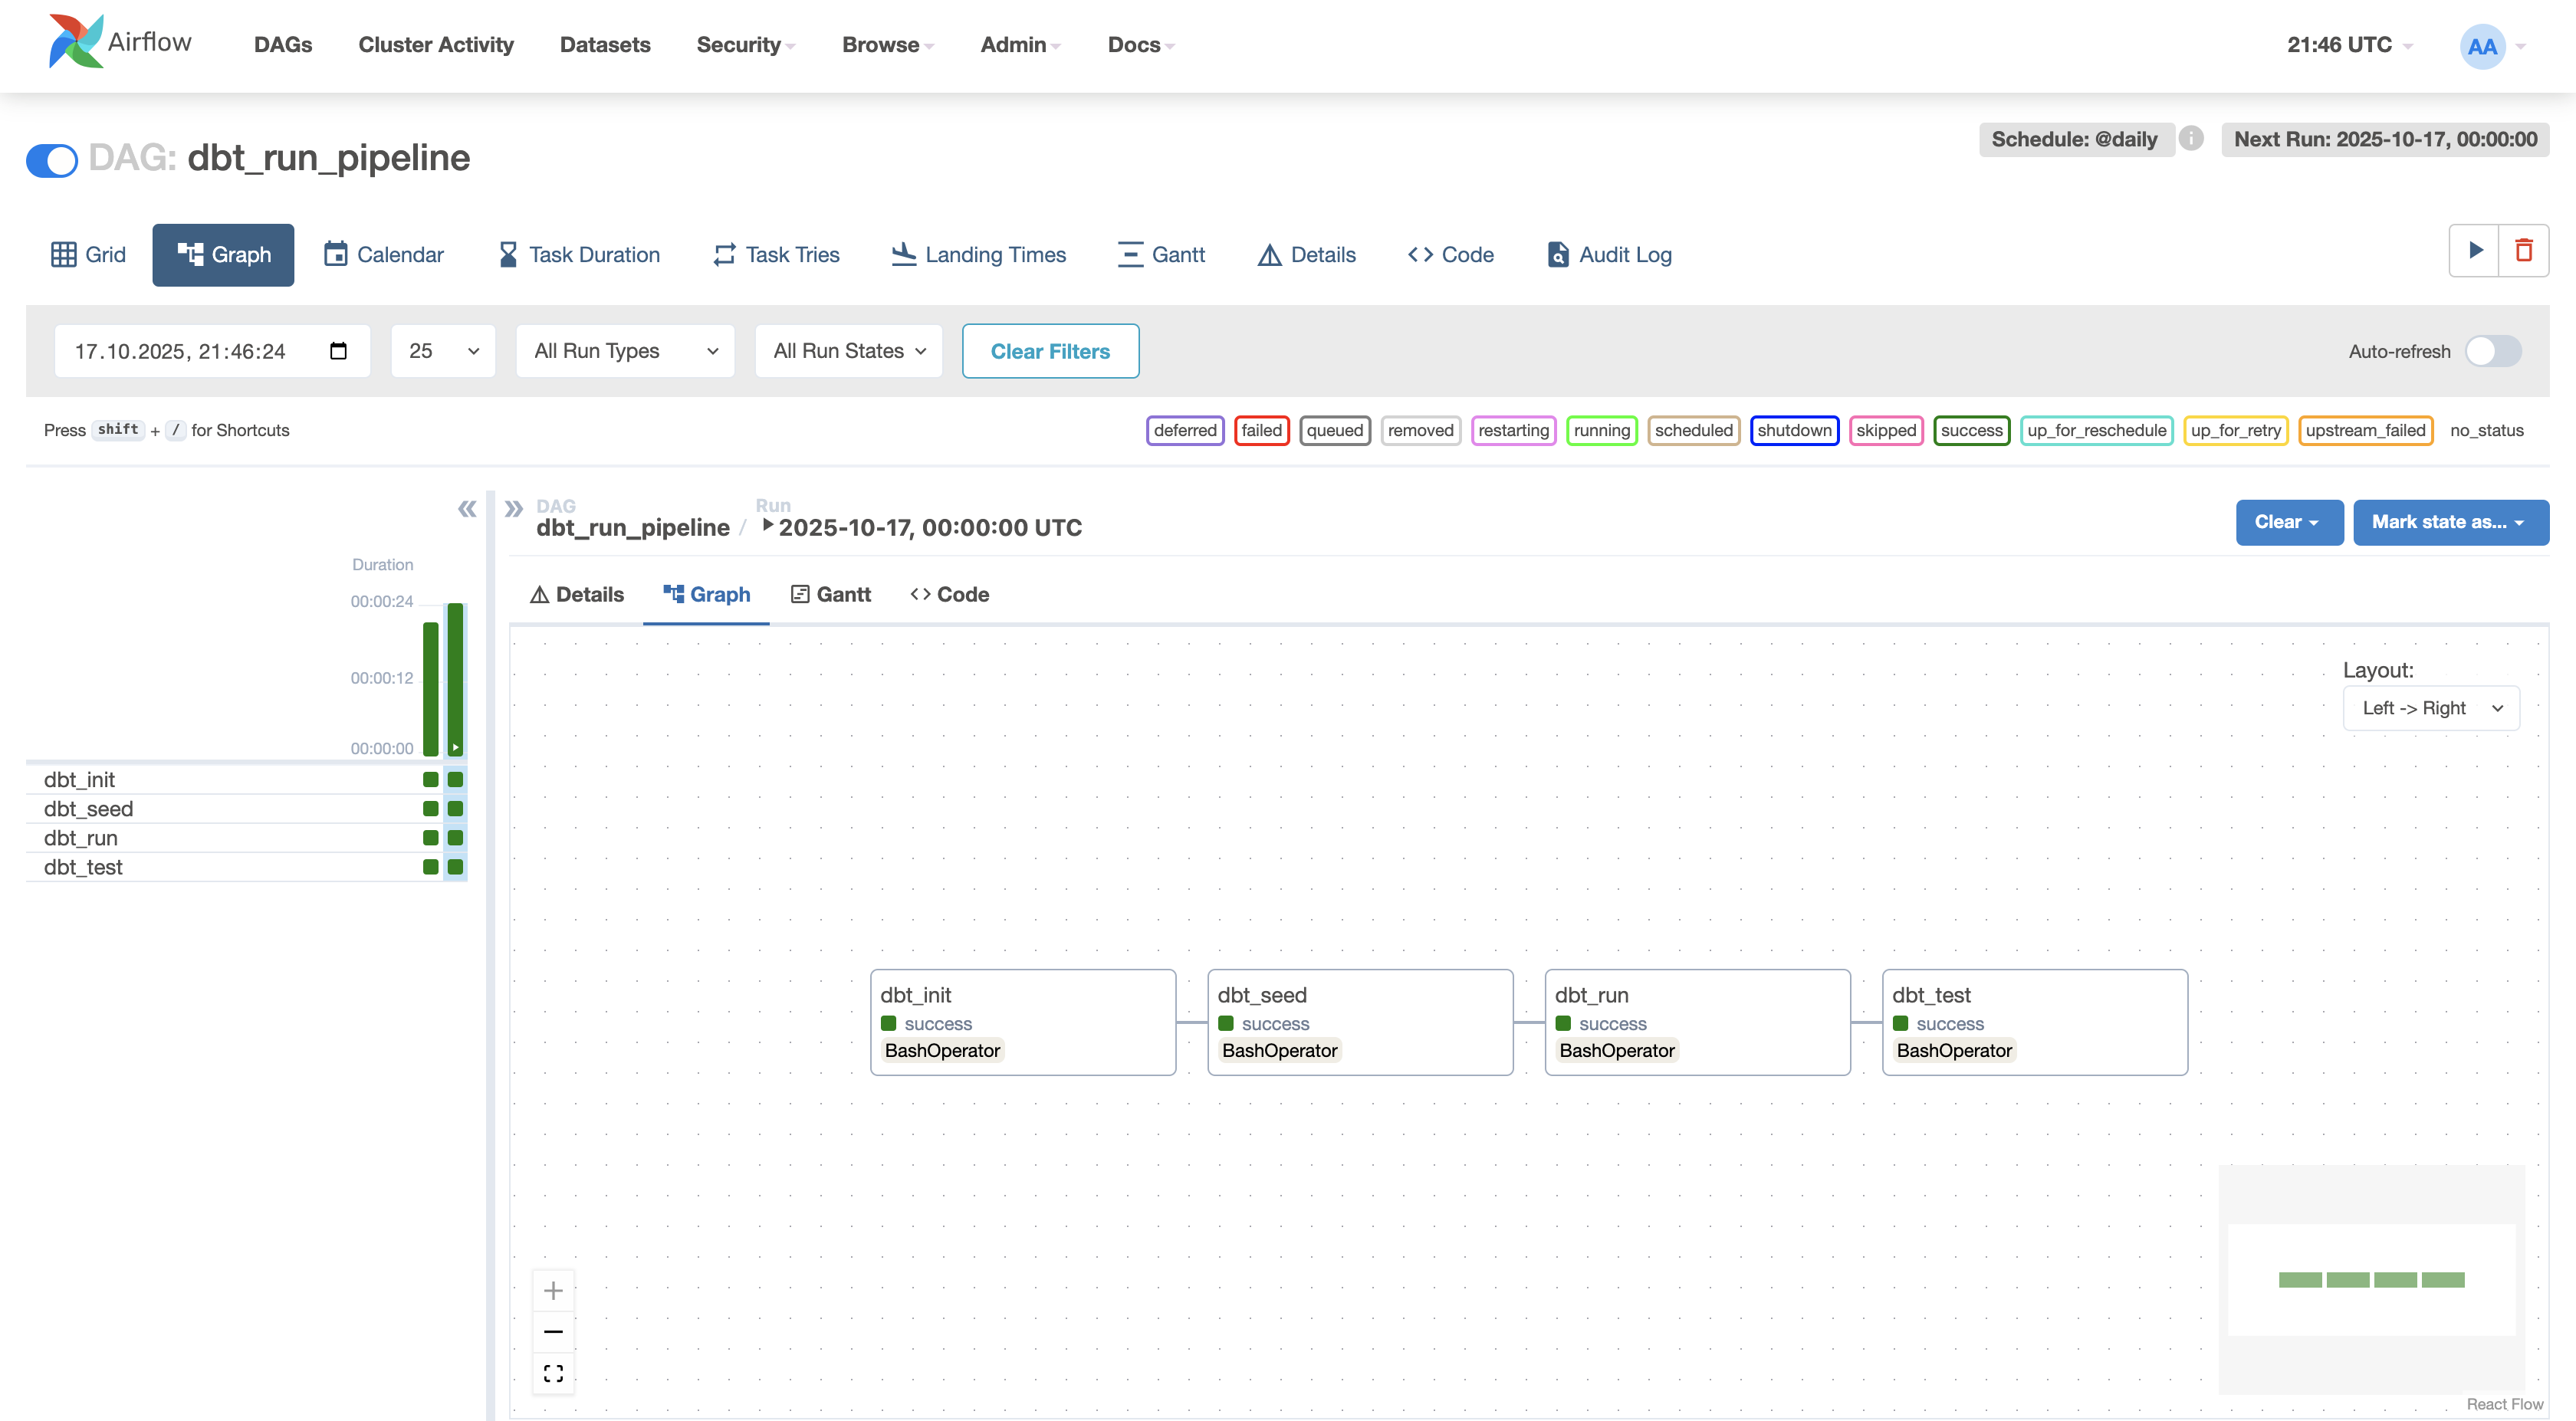 Airflow DAGs Cluster Activity Datasets Security Browse Admin Docs 21:46 UTC AA
Schedule: @daily Next Run: 2025-10-17, 00:00:00
DAG: dbt_run_pipeline
Grid Graph Calendar Task Duration Task Tries Landing Times Gantt Details Code Audit Log
17.10.2025, 21:46:24 25 All Run Types All Run States Clear Filters Auto-refresh
Press shift + / for Shortcuts deferred failed queued removed restarting running scheduled shutdown skipped success up_for_reschedule up_for_retry upstream_failed no_status
DAG Run
dbt_run_pipeline / 2025-10-17, 00:00:00 UTC Clear Mark state as...
Duration
00:00:24
00:00:12
00:00:00
dbt_init
dbt_seed
dbt_run
dbt_test
Details Graph Gantt Code
Layout:
Left -> Right
dbt_init
success
BashOperator
dbt_seed
success
BashOperator
dbt_run
success
BashOperator
dbt_test
success
BashOperator
React Flow